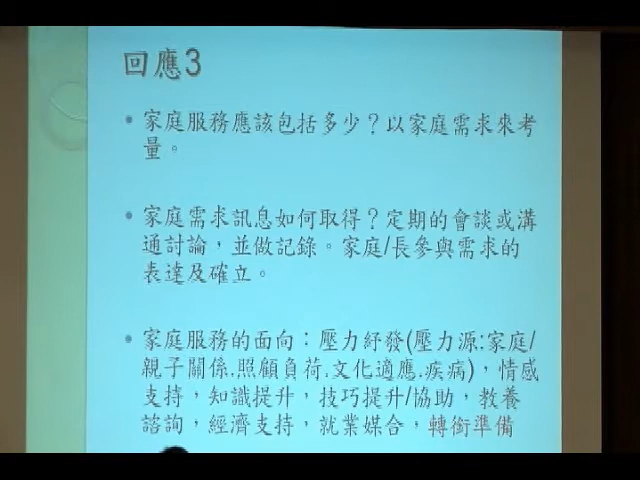 回應3
• 家庭服務應該包括多少？以家庭需求來考
量。
• 家庭需求訊息如何取得？定期的會談或溝
通討論，並做記錄。家庭/長參與需求的
表達及確立。
• 家庭服務的面向：壓力紓發(壓力源:家庭/
親子關係.照顧負荷.文化適應.疾病)，情感
支持，知識提升，技巧提升/協助，教養
諮詢，經濟支持，就業媒合，轉銜準備